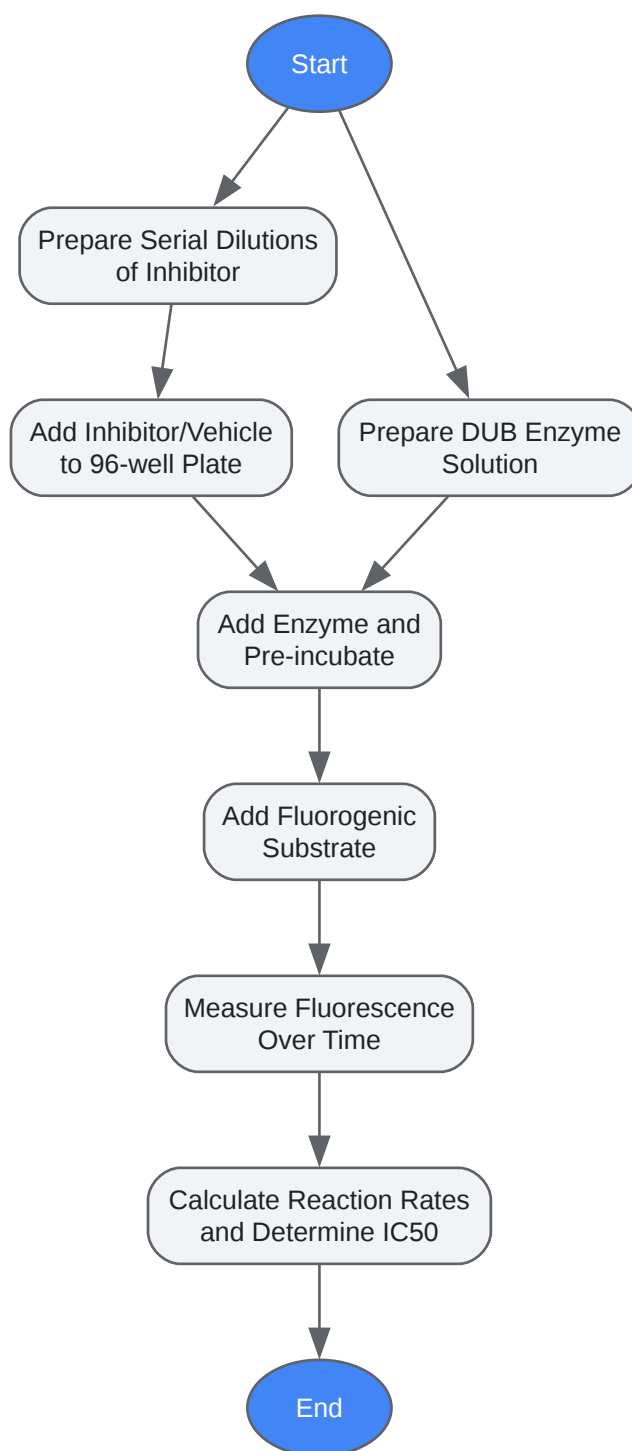 Start
Prepare Serial Dilutions
of Inhibitor
Add Inhibitor/Vehicle
to 96-well Plate
Prepare DUB Enzyme
Solution
Add Enzyme and
Pre-incubate
Add Fluorogenic
Substrate
Measure Fluorescence
Over Time
Calculate Reaction Rates
and Determine IC50
End